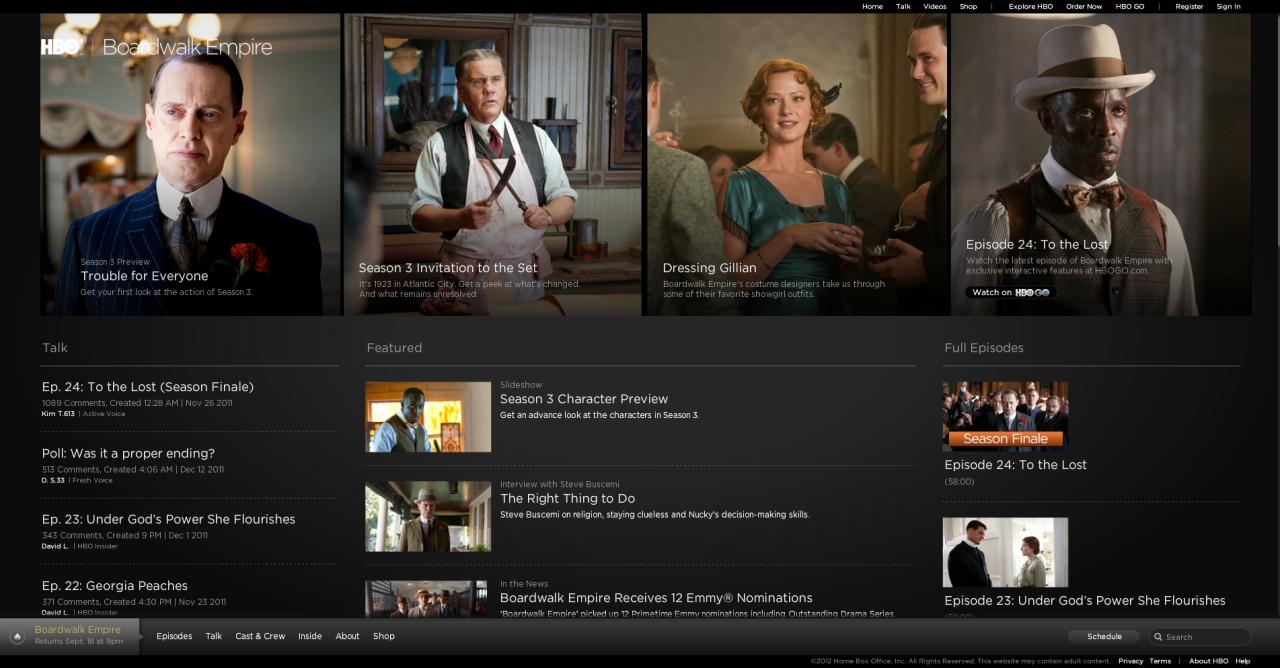 Home Talk Videos Shop | Explore HBO Order Now HBO GO | Register Sign In
HBO | Boardwalk Empire
Season 3 Preview
Trouble for Everyone
Get your first look at the action of Season 3.
Season 3 Invitation to the Set
It's 1923 in Atlantic City. Get a peek at what's changed.
And what remains unresolved.
Dressing Gillian
Boardwalk Empire's costume designers take us through
some of their favorite showgirl outfits.
Episode 24: To the Lost
Watch the latest episode of Boardwalk Empire with
exclusive interactive features at HBOGO.com.
Watch on HBO GO
Talk
Ep. 24: To the Lost (Season Finale)
1089 Comments, Created 12:28 AM | Nov 26 2011
Kim T.613 | Active Voice
Poll: Was it a proper ending?
513 Comments, Created 4:06 AM | Dec 12 2011
D. S.33 | Fresh Voice
Ep. 23: Under God's Power She Flourishes
343 Comments, Created 9 PM | Dec 1 2011
David L. | HBO Insider
Ep. 22: Georgia Peaches
371 Comments, Created 4:30 PM | Nov 23 2011
David L. | HBO Insider
Featured
Slideshow
Season 3 Character Preview
Get an advance look at the characters in Season 3.
Interview with Steve Buscemi
The Right Thing to Do
Steve Buscemi on religion, staying clueless and Nucky's decision-making skills.
In the News
Boardwalk Empire Receives 12 Emmy® Nominations
'Boardwalk Empire' picked up 12 Primetime Emmy nominations including Outstanding Drama Series
Full Episodes
Season Finale
Episode 24: To the Lost
(58:00)
Episode 23: Under God's Power She Flourishes
Boardwalk Empire
Returns Sept. 16 at 9pm
Episodes Talk Cast & Crew Inside About Shop
Schedule
Search
©2012 Home Box Office, Inc. All Rights Reserved. This website may contain adult content. Privacy Terms | About HBO Help